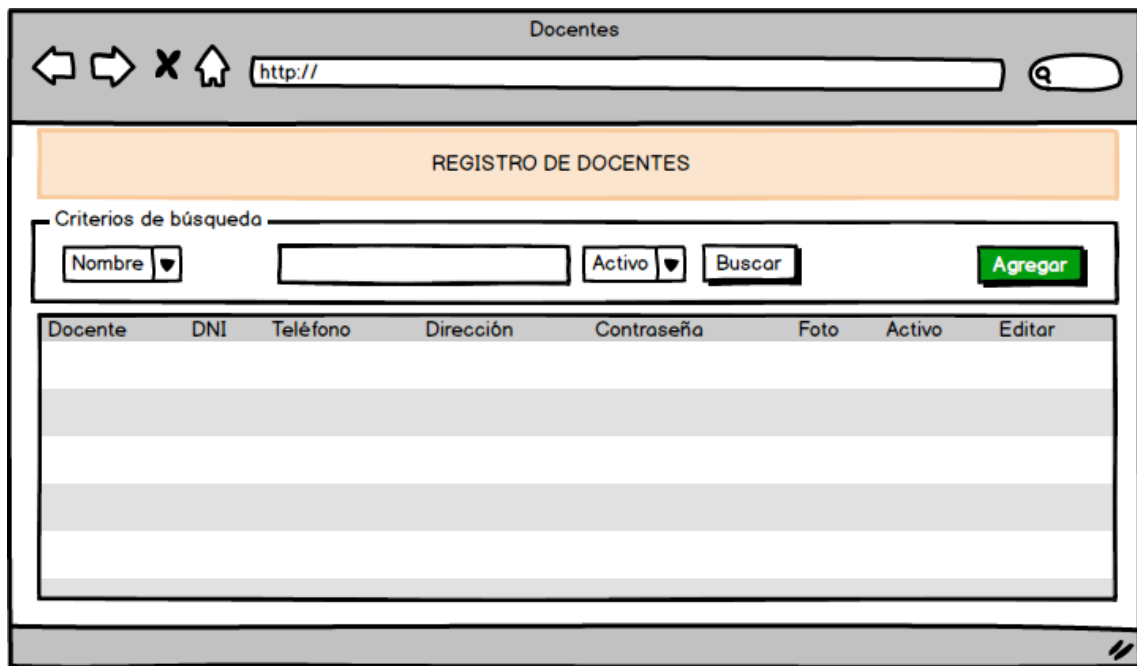 Docentes
http://
REGISTRO DE DOCENTES
Criterios de búsqueda
Nombre Activo Buscar Agregar
Docente DNI Teléfono Dirección Contraseña Foto Activo Editar